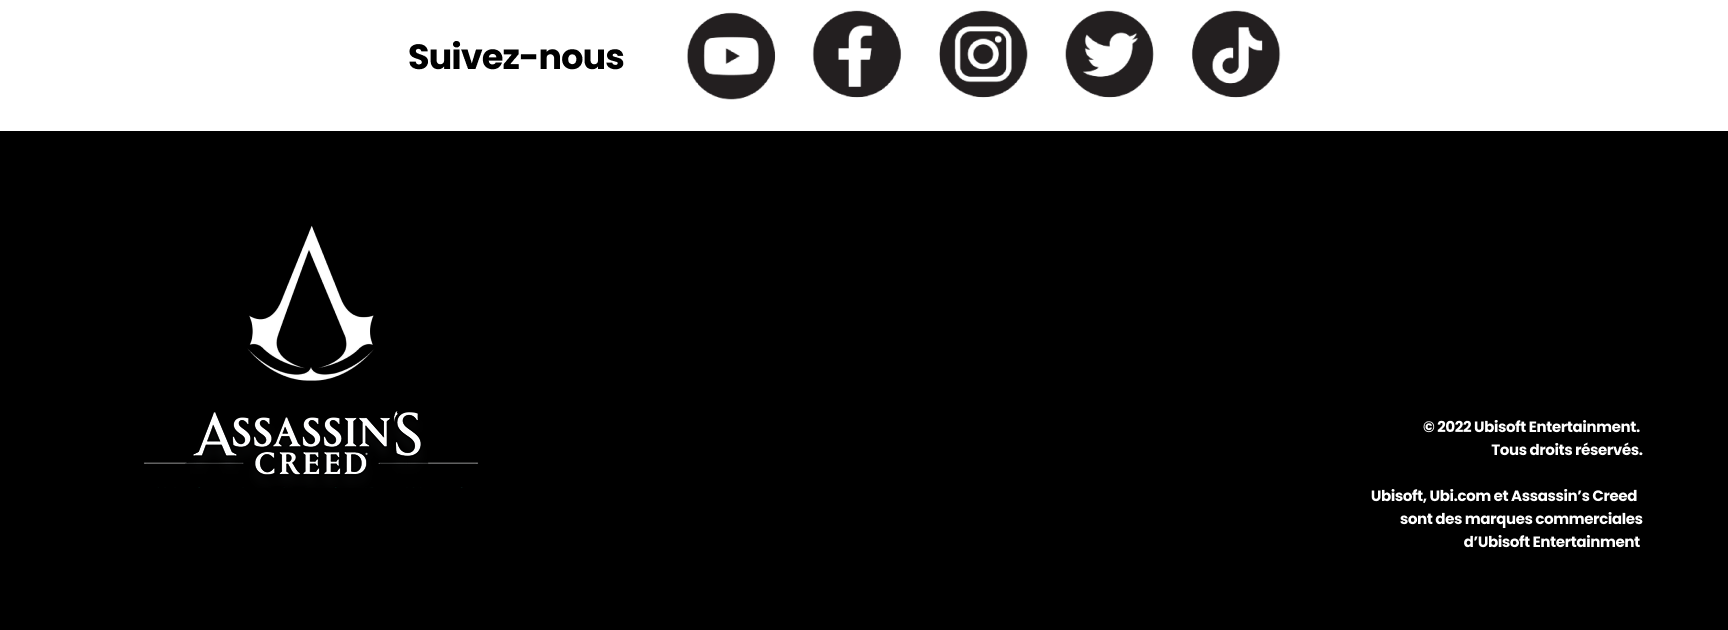 Suivez-nous
ASSASSIN'S
CREED
© 2022 Ubisoft Entertainment.
Tous droits réservés.
Ubisoft, Ubi.com et Assassin’s Creed
sont des marques commerciales
d’Ubisoft Entertainment